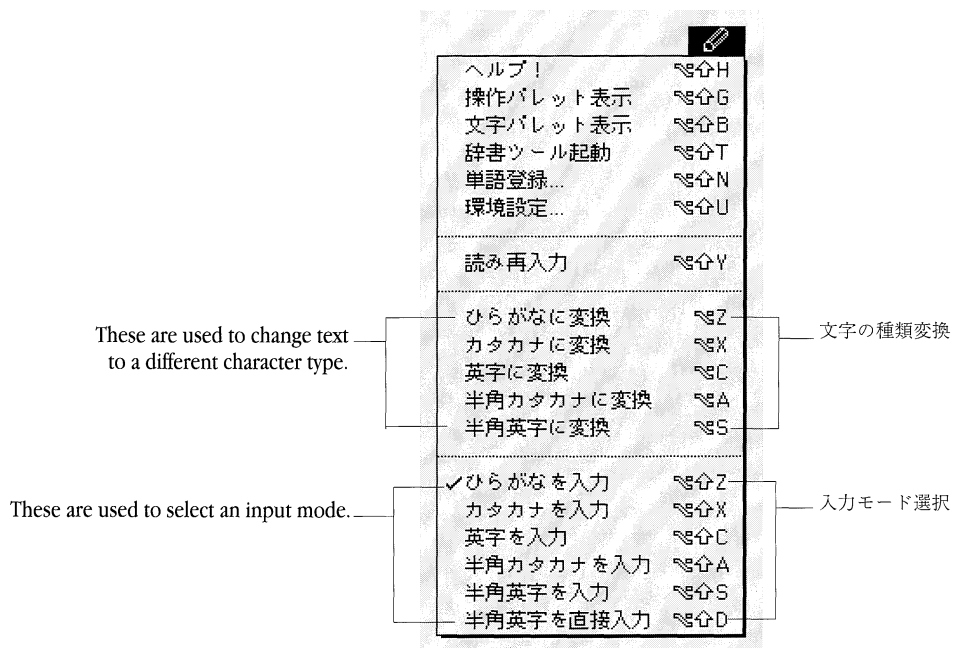 ヘルプ! ⌥⇧H
操作パレット表示 ⌥⇧G
文字パレット表示 ⌥⇧B
辞書ツール起動 ⌥⇧T
単語登録... ⌥⇧N
環境設定... ⌥⇧U
読み再入力 ⌥⇧Y
These are used to change text
to a different character type.
ひらがなに変換 ⌥Z
カタカナに変換 ⌥X
英字に変換 ⌥C
半角カタカナに変換 ⌥A
半角英字に変換 ⌥S
文字の種類変換
These are used to select an input mode.
✓ひらがなを入力 ⌥⇧Z
カタカナを入力 ⌥⇧X
英字を入力 ⌥⇧C
半角カタカナを入力 ⌥⇧A
半角英字を入力 ⌥⇧S
半角英字を直接入力 ⌥⇧D
入力モード選択